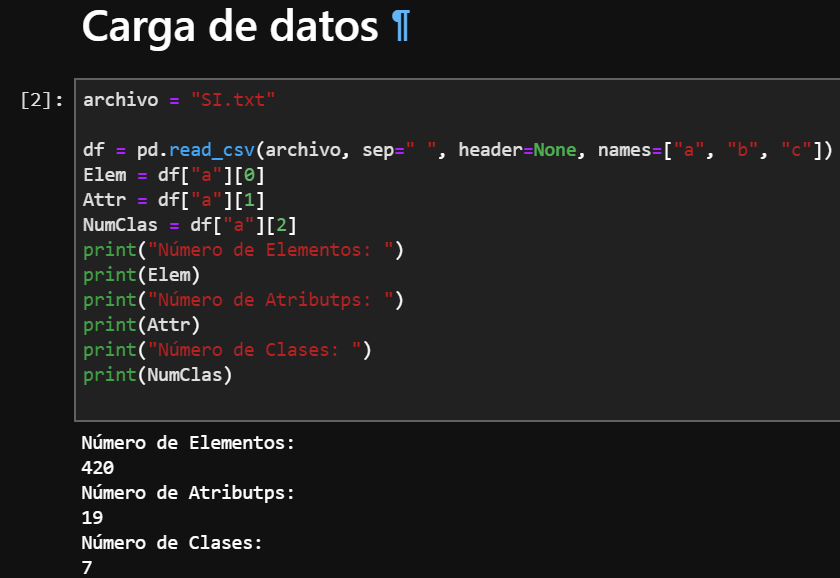 Carga de datos ¶
[2]:
archivo = "SI.txt"
df = pd.read_csv(archivo, sep=" ", header=None, names=["a", "b", "c"])
Elem = df["a"][0]
Attr = df["a"][1]
NumClas = df["a"][2]
print("Número de Elementos: ")
print(Elem)
print("Número de Atributps: ")
print(Attr)
print("Número de Clases: ")
print(NumClas)
Número de Elementos:
420
Número de Atributps:
19
Número de Clases:
7